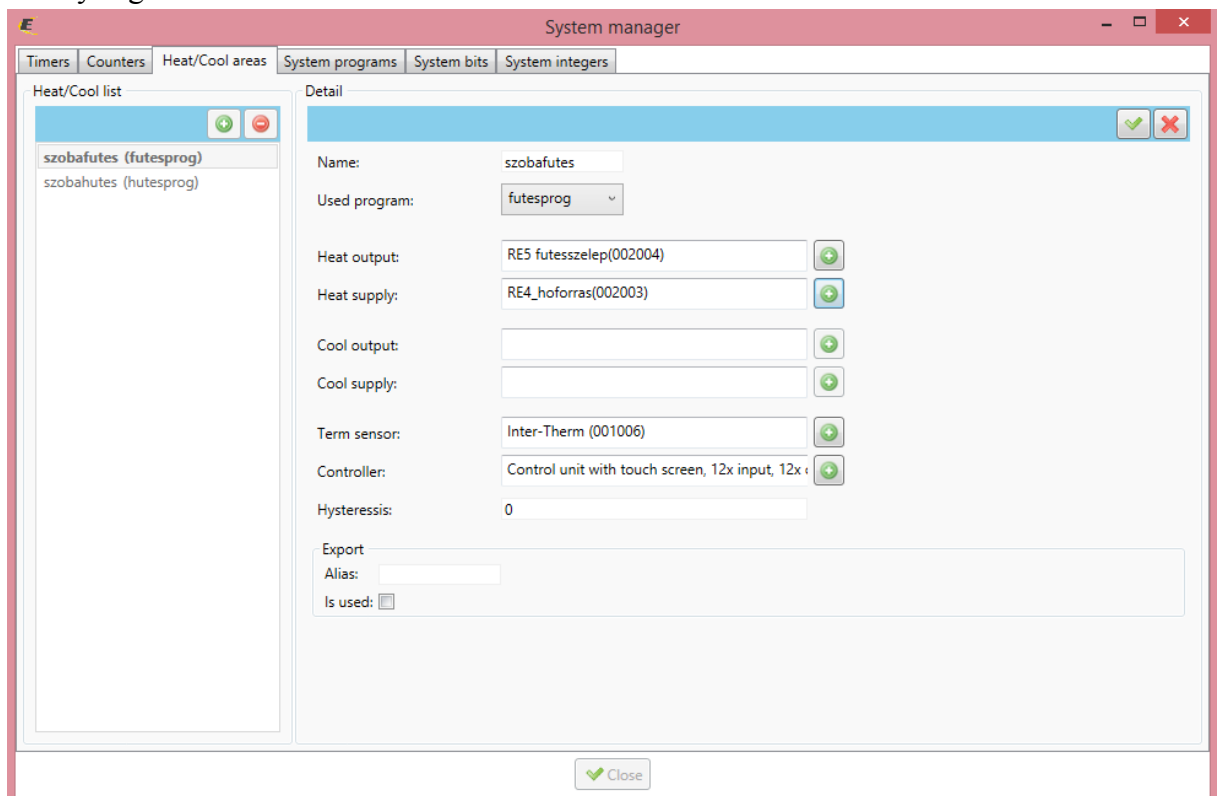 System manager
Timers Counters Heat/Cool areas System programs System bits System integers
Heat/Cool list
szobafutes (futesprog)
szobahutes (hutesprog)
Detail
Name: szobafutes
Used program: futesprog
Heat output: RE5 futesszelep(002004)
Heat supply: RE4_hoforras(002003)
Cool output:
Cool supply:
Term sensor: Inter-Therm (001006)
Controller: Control unit with touch screen, 12x input, 12x
Hysteressis: 0
Export
Alias:
Is used:
Close